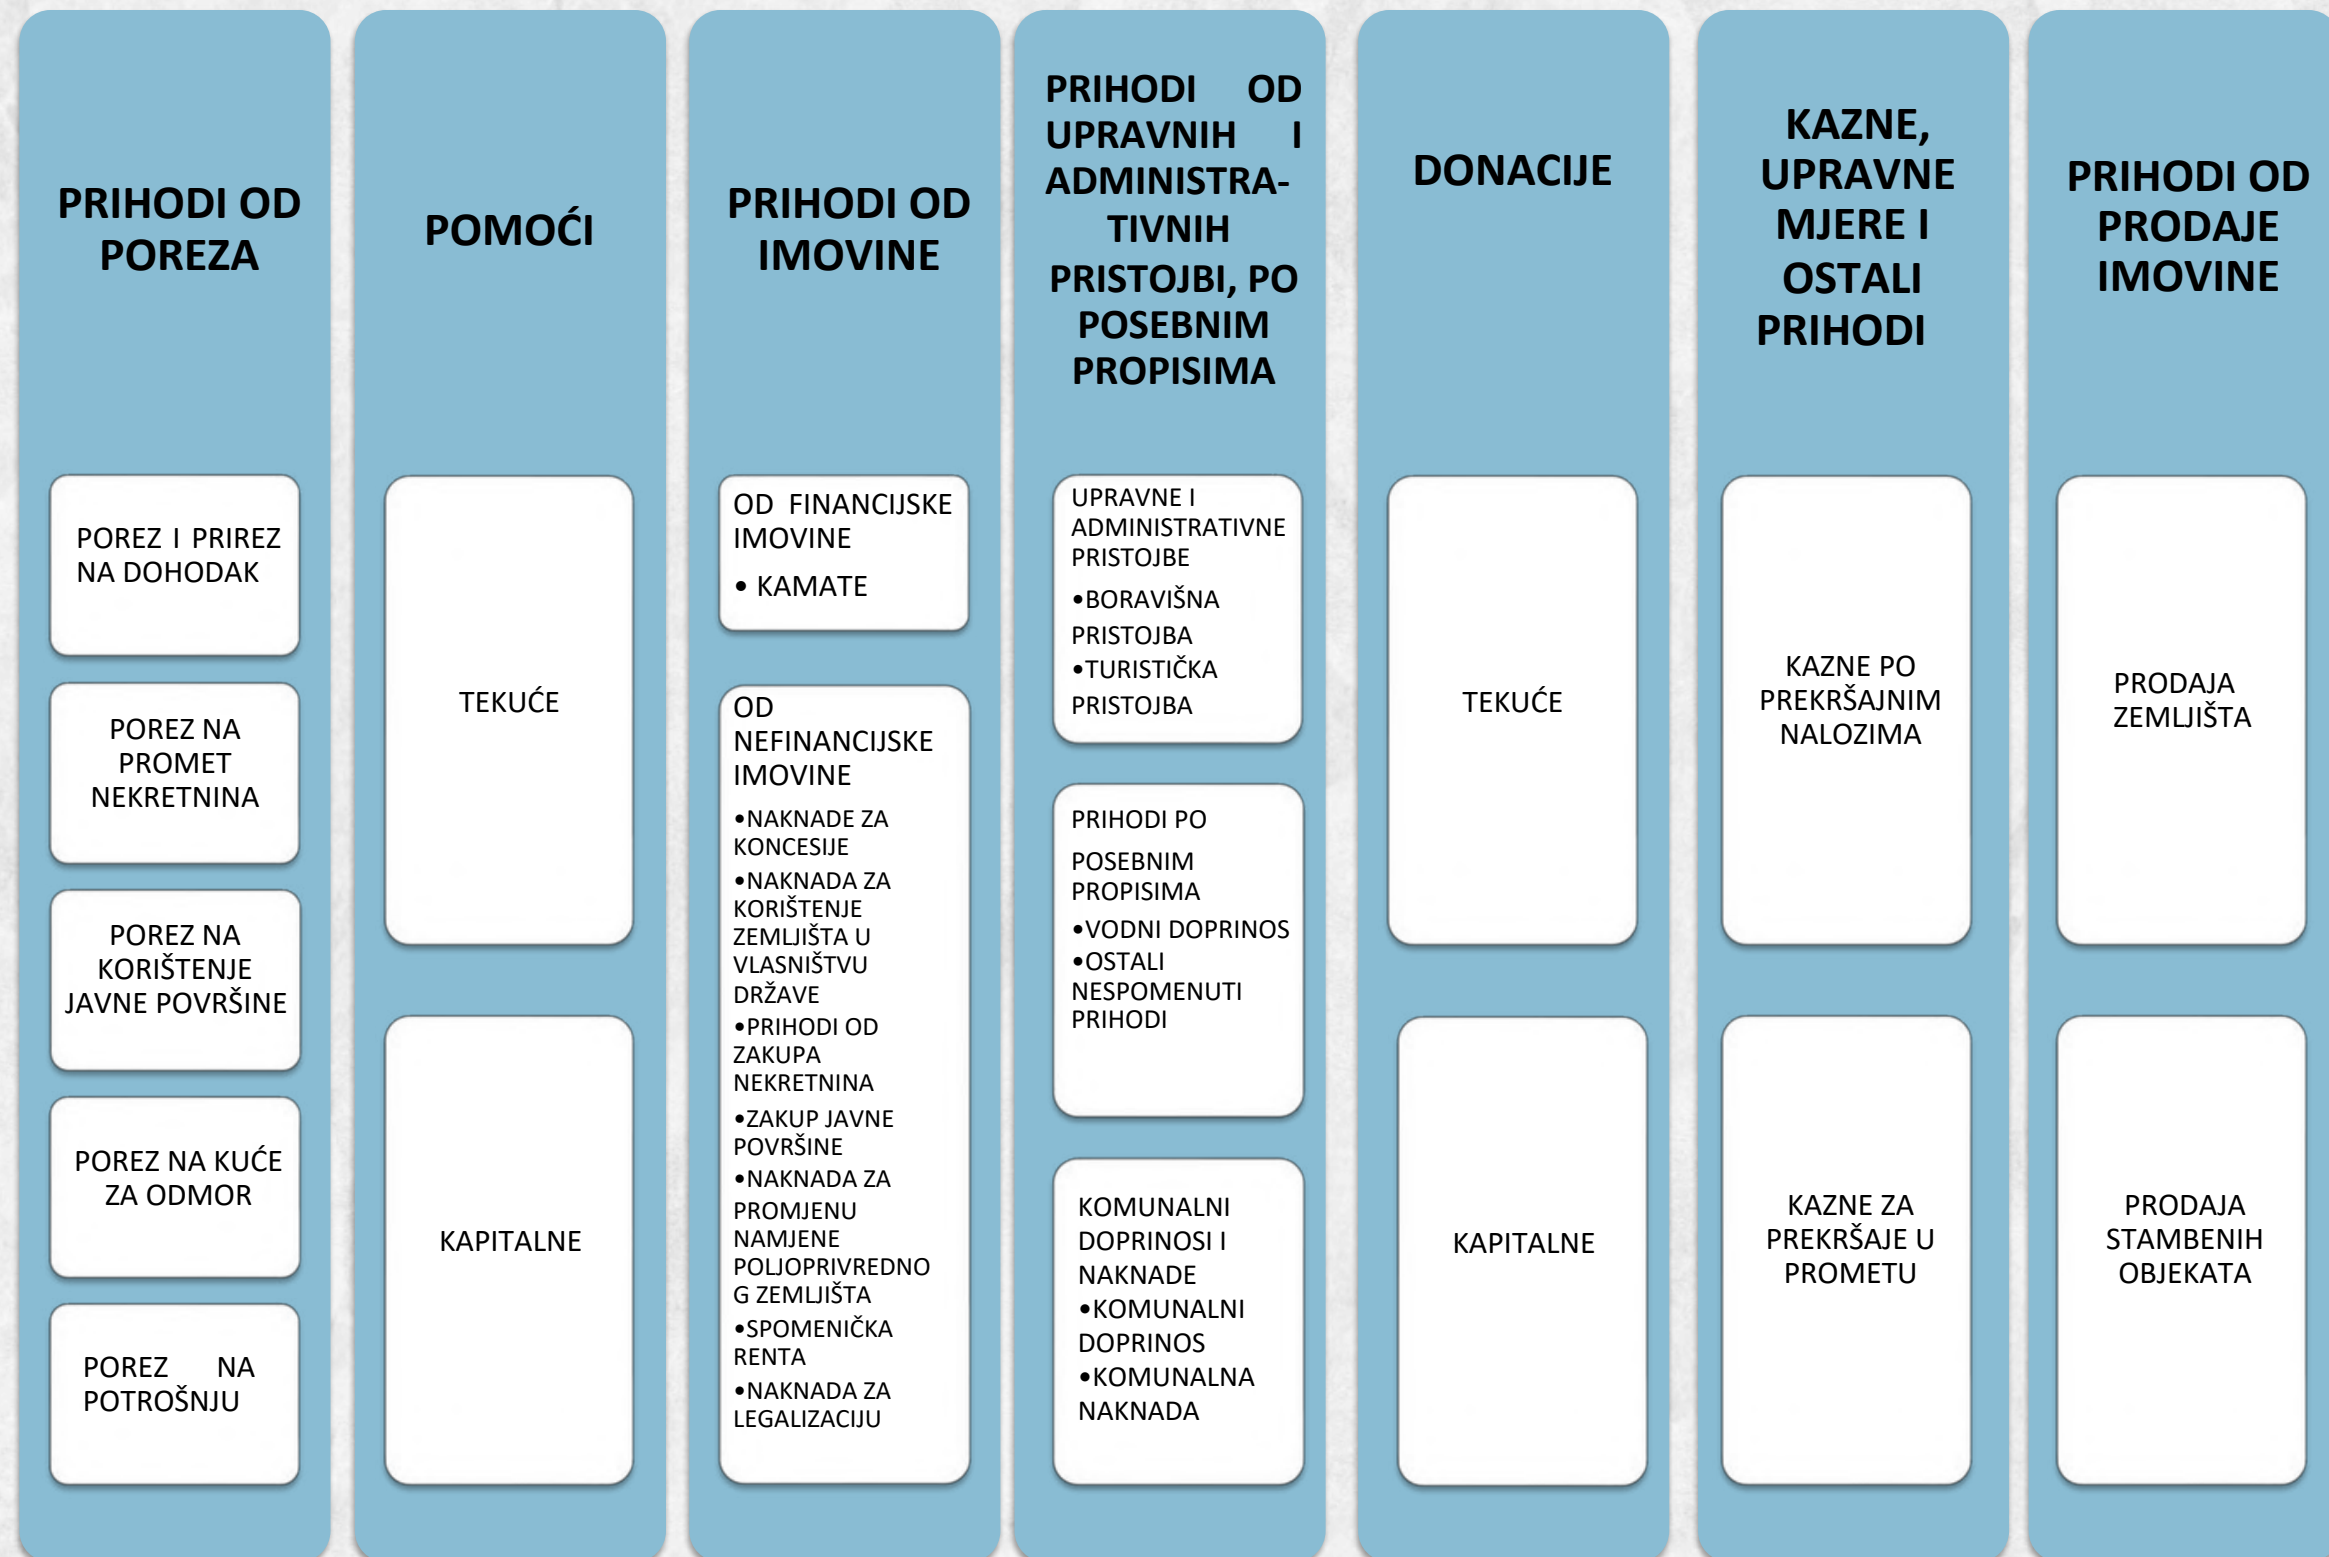 PRIHODI OD
POREZA
POREZ I PRIREZ
NA DOHODAK
POREZ NA
PROMET
NEKRETNINA
POREZ NA
KORIŠTENJE
JAVNE POVRŠINE
POREZ NA KUĆE
ZA ODMOR
POREZ NA
POTROŠNJU
POMOĆI
TEKUĆE
KAPITALNE
PRIHODI OD
IMOVINE
OD FINANCIJSKE
IMOVINE
• KAMATE
OD
NEFINANCIJSKE
IMOVINE
•NAKNADE ZA
KONCESIJE
•NAKNADA ZA
KORIŠTENJE
ZEMLJIŠTA U
VLASNIŠTVU
DRŽAVE
•PRIHODI OD
ZAKUPA
NEKRETNINA
•ZAKUP JAVNE
POVRŠINE
•NAKNADA ZA
PROMJENU
NAMJENE
POLJOPRIVREDNO
G ZEMLJIŠTA
•SPOMENIČKA
RENTA
•NAKNADA ZA
LEGALIZACIJU
PRIHODI OD
UPRAVNIH I
ADMINISTRA-
TIVNIH
PRISTOJBI, PO
POSEBNIM
PROPISIMA
UPRAVNE I
ADMINISTRATIVNE
PRISTOJBE
•BORAVIŠNA
PRISTOJBA
•TURISTIČKA
PRISTOJBA
PRIHODI PO
POSEBNIM
PROPISIMA
•VODNI DOPRINOS
•OSTALI
NESPOMENUTI
PRIHODI
KOMUNALNI
DOPRINOSI I
NAKNADE
•KOMUNALNI
DOPRINOS
•KOMUNALNA
NAKNADA
DONACIJE
TEKUĆE
KAPITALNE
KAZNE,
UPRAVNE
MJERE I
OSTALI
PRIHODI
KAZNE PO
PREKRŠAJNIM
NALOZIMA
KAZNE ZA
PREKRŠAJE U
PROMETU
PRIHODI OD
PRODAJE
IMOVINE
PRODAJA
ZEMLJIŠTA
PRODAJA
STAMBENIH
OBJEKATA